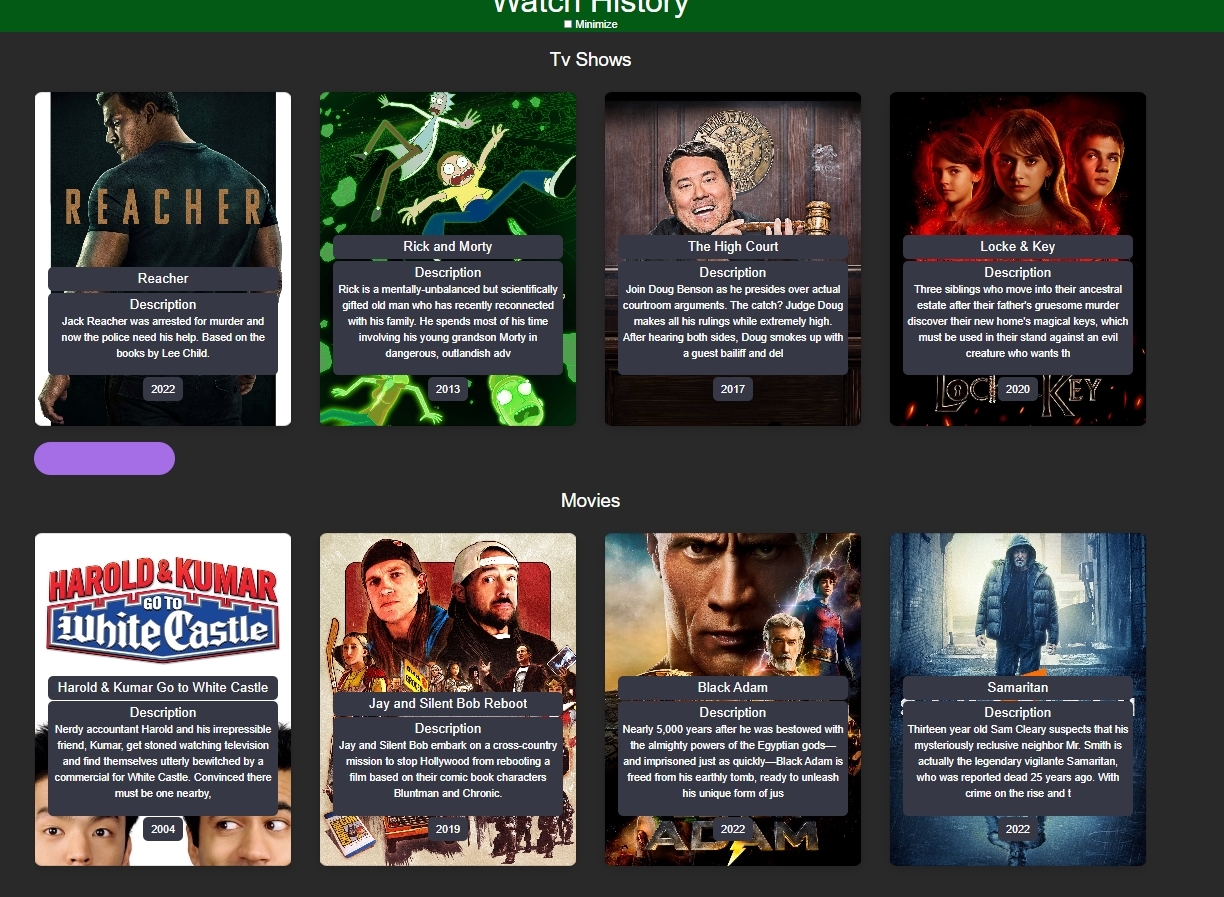 Watch History
Minimize
Tv Shows
REACHER
Reacher
Description
Jack Reacher was arrested for murder and
now the police need his help. Based on the
books by Lee Child.
2022
Rick and Morty
Description
Rick is a mentally-unbalanced but scientifically
gifted old man who has recently reconnected
with his family. He spends most of his time
involving his young grandson Morty in
dangerous, outlandish adv
2013
The High Court
Description
Join Doug Benson as he presides over actual
courtroom arguments. The catch? Judge Doug
makes all his rulings while extremely high.
After hearing both sides, Doug smokes up with
a guest bailiff and del
2017
Locke & Key
Description
Three siblings who move into their ancestral
estate after their father's gruesome murder
discover their new home's magical keys, which
must be used in their stand against an evil
creature who wants th
2020
KEY
Movies
HAROLD & KUMAR
GO TO
White Castle
Harold & Kumar Go to White Castle
Description
Nerdy accountant Harold and his irrepressible
friend, Kumar, get stoned watching television
and find themselves utterly bewitched by a
commercial for White Castle. Convinced there
must be one nearby,
2004
Jay and Silent Bob Reboot
Description
Jay and Silent Bob embark on a cross-country
mission to stop Hollywood from rebooting a
film based on their comic book characters
Bluntman and Chronic.
2019
Black Adam
Description
Nearly 5,000 years after he was bestowed with
the almighty powers of the Egyptian gods—
and imprisoned just as quickly—Black Adam is
freed from his earthly tomb, ready to unleash
his unique form of jus
2022
ADAM
Samaritan
Description
Thirteen year old Sam Cleary suspects that his
mysteriously reclusive neighbor Mr. Smith is
actually the legendary vigilante Samaritan,
who was reported dead 25 years ago. With
crime on the rise and t
2022